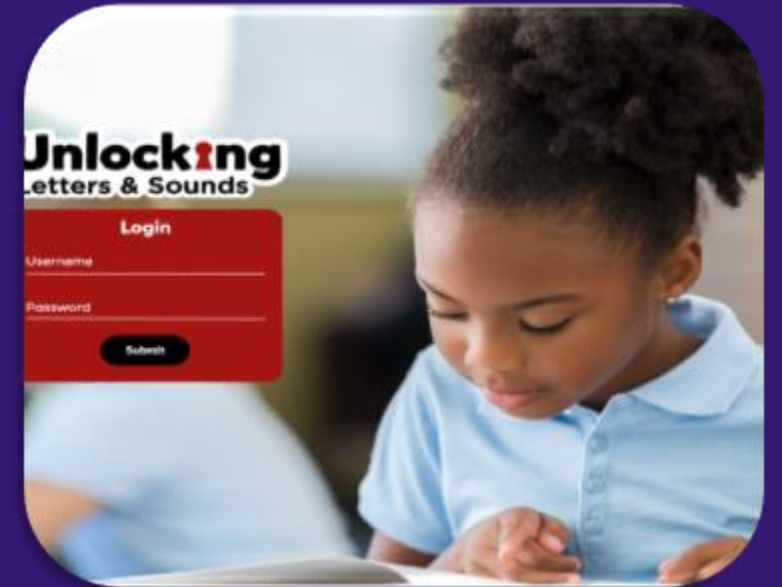 Unlocking
Letters & Sounds
Login
Username
Password
Submit